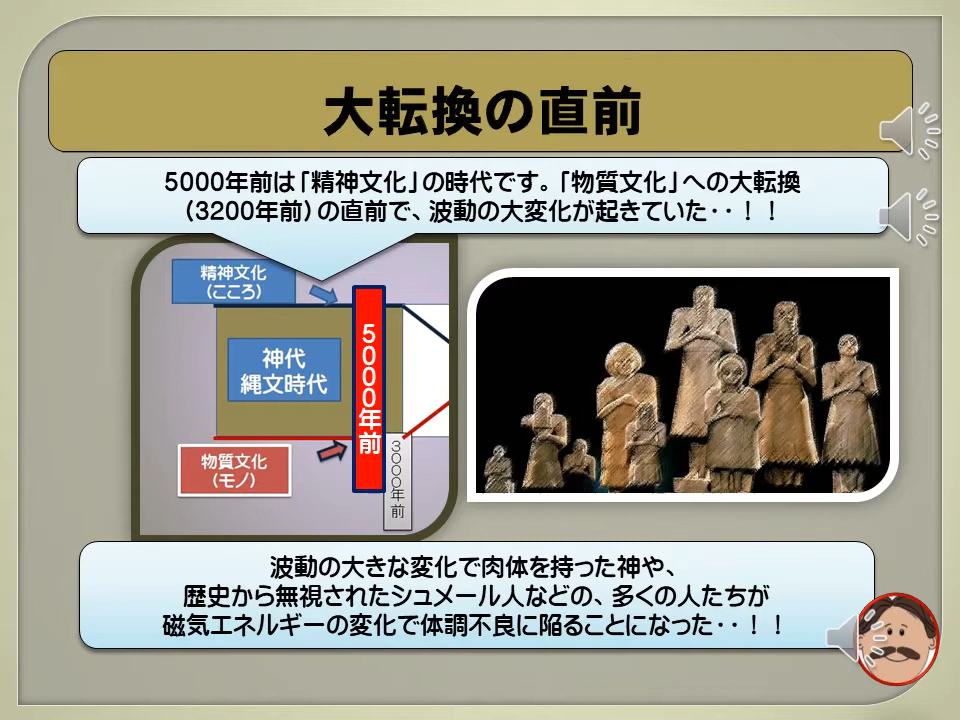 大転換の直前
5000年前は「精神文化」の時代です。「物質文化」への大転換
（3200年前）の直前で、波動の大変化が起きていた・・！！
精神文化
（こころ）
神代
縄文時代
5000年前
物質文化
（モノ）
3000年前
波動の大きな変化で肉体を持った神や、
歴史から無視されたシュメール人などの、多くの人たちが
磁気エネルギーの変化で体調不良に陥ることになった・・！！